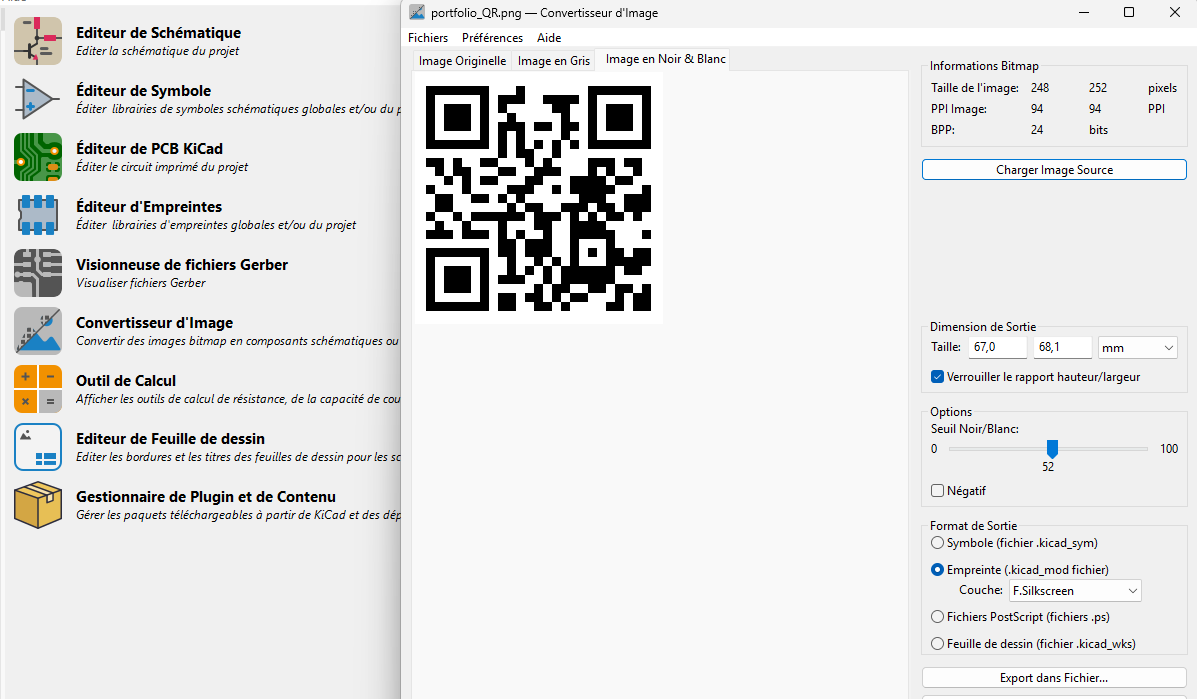 Editeur de Schématique
Editer la schématique du projet
Éditeur de Symbole
Éditer librairies de symboles schématiques globales et/ou du p
Éditeur de PCB KiCad
Éditer le circuit imprimé du projet
Éditeur d'Empreintes
Éditer librairies d'empreintes globales et/ou du projet
Visionneuse de fichiers Gerber
Visualiser fichiers Gerber
Convertisseur d'Image
Convertir des images bitmap en composants schématiques ou
Outil de Calcul
Afficher les outils de calcul de résistance, de la capacité de cou
Editeur de Feuille de dessin
Editer les bordures et les titres des feuilles de dessin pour les sc
Gestionnaire de Plugin et de Contenu
Gérer les paquets téléchargeables à partir de KiCad et des dép
portfolio_QR.png — Convertisseur d'Image
Fichiers Préférences Aide
Image Originelle Image en Gris Image en Noir & Blanc
Informations Bitmap
Taille de l'image: 248 252 pixels
PPI Image: 94 94 PPI
BPP: 24 bits
Charger Image Source
Dimension de Sortie
Taille: 67,0 68,1 mm
Verrouiller le rapport hauteur/largeur
Options
Seuil Noir/Blanc:
0 100
52
Négatif
Format de Sortie
Symbole (fichier .kicad_sym)
Empreinte (.kicad_mod fichier)
Couche: F.Silkscreen
Fichiers PostScript (fichiers .ps)
Feuille de dessin (fichier .kicad_wks)
Export dans Fichier...